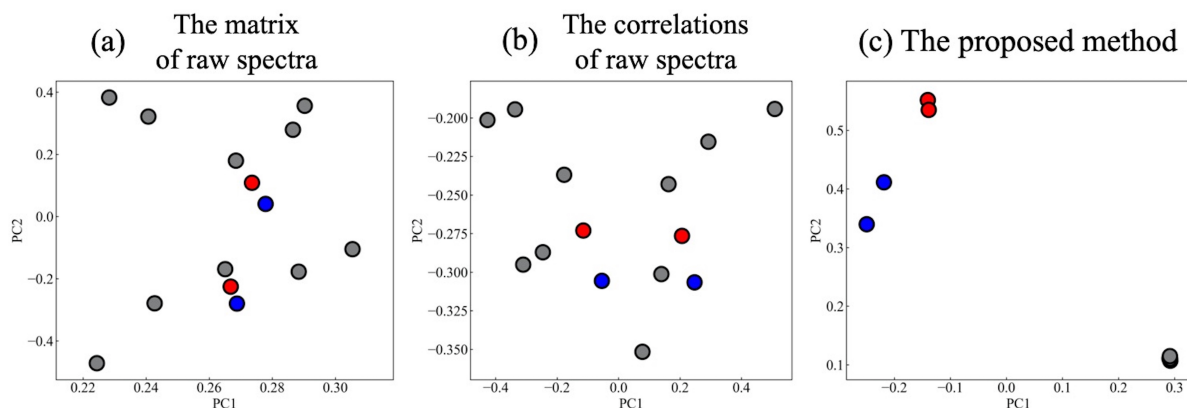 (a) The matrix
of raw spectra
0.4
0.2
0.0
−0.2
−0.4
PC2
0.22 0.24 0.26 0.28 0.30
PC1
(b) The correlations
of raw spectra
−0.200
−0.225
−0.250
−0.275
−0.300
−0.325
−0.350
PC2
−0.4 −0.2 0.0 0.2 0.4
PC1
(c) The proposed method
0.5
0.4
0.3
0.2
0.1
PC2
−0.2 −0.1 0.0 0.1 0.2 0.3
PC1